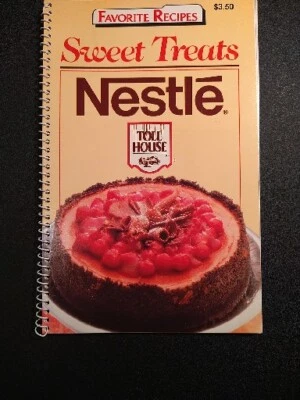 FAVORITE RECIPES
$3.50
Sweet Treats
Nestlé®
TOLL
HOUSE